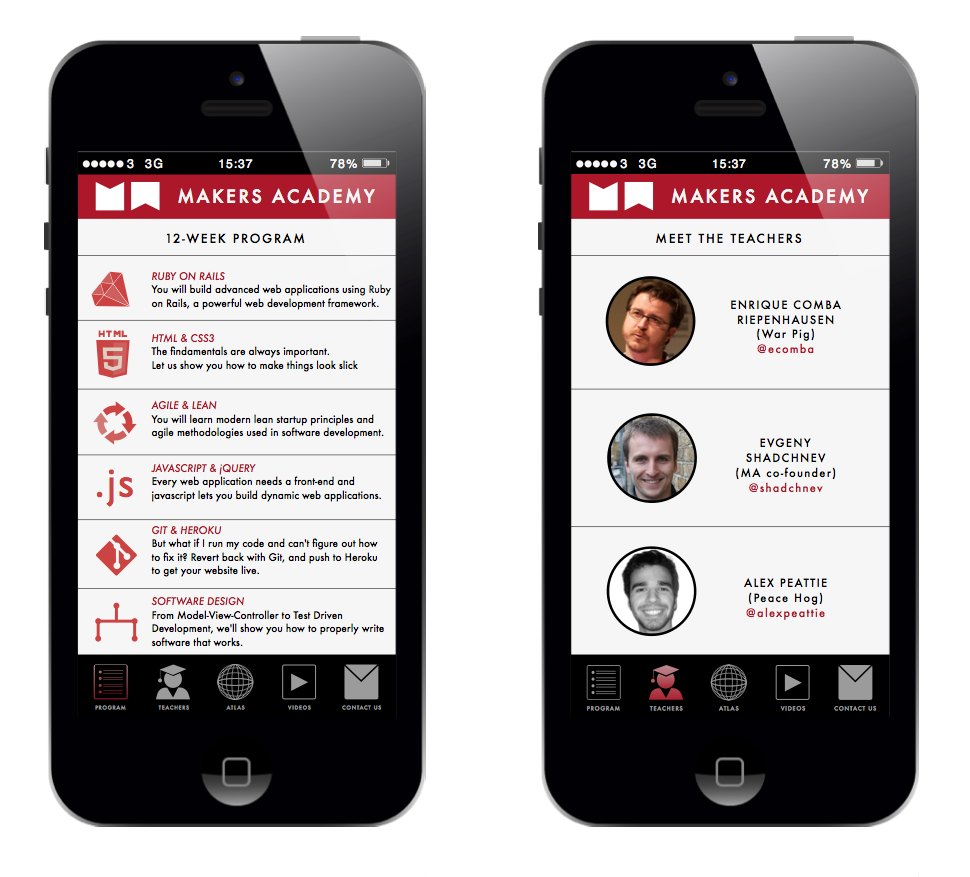 3 3G 15:37 78%
MAKERS ACADEMY
12-WEEK PROGRAM
RUBY ON RAILS
You will build advanced web applications using Ruby
on Rails, a powerful web development framework.
HTML
5
HTML & CSS3
The findamentals are always important.
Let us show you how to make things look slick
AGILE & LEAN
You will learn modern lean startup principles and
agile methodologies used in software development.
.js
JAVASCRIPT & jQUERY
Every web application needs a front-end and
javascript lets you build dynamic web applications.
GIT & HEROKU
But what if I run my code and can't figure out how
to fix it? Revert back with Git, and push to Heroku
to get your website live.
SOFTWARE DESIGN
From Model-View-Controller to Test Driven
Development, we'll show you how to properly write
software that works.
PROGRAM TEACHERS ATLAS VIDEOS CONTACT US
3 3G 15:37 78%
MAKERS ACADEMY
MEET THE TEACHERS
ENRIQUE COMBA
RIEPENHAUSEN
(War Pig)
@ecomba
EVGENY
SHADCHNEV
(MA co-founder)
@shadchnev
ALEX PEATTIE
(Peace Hog)
@alexpeattie
PROGRAM TEACHERS ATLAS VIDEOS CONTACT US